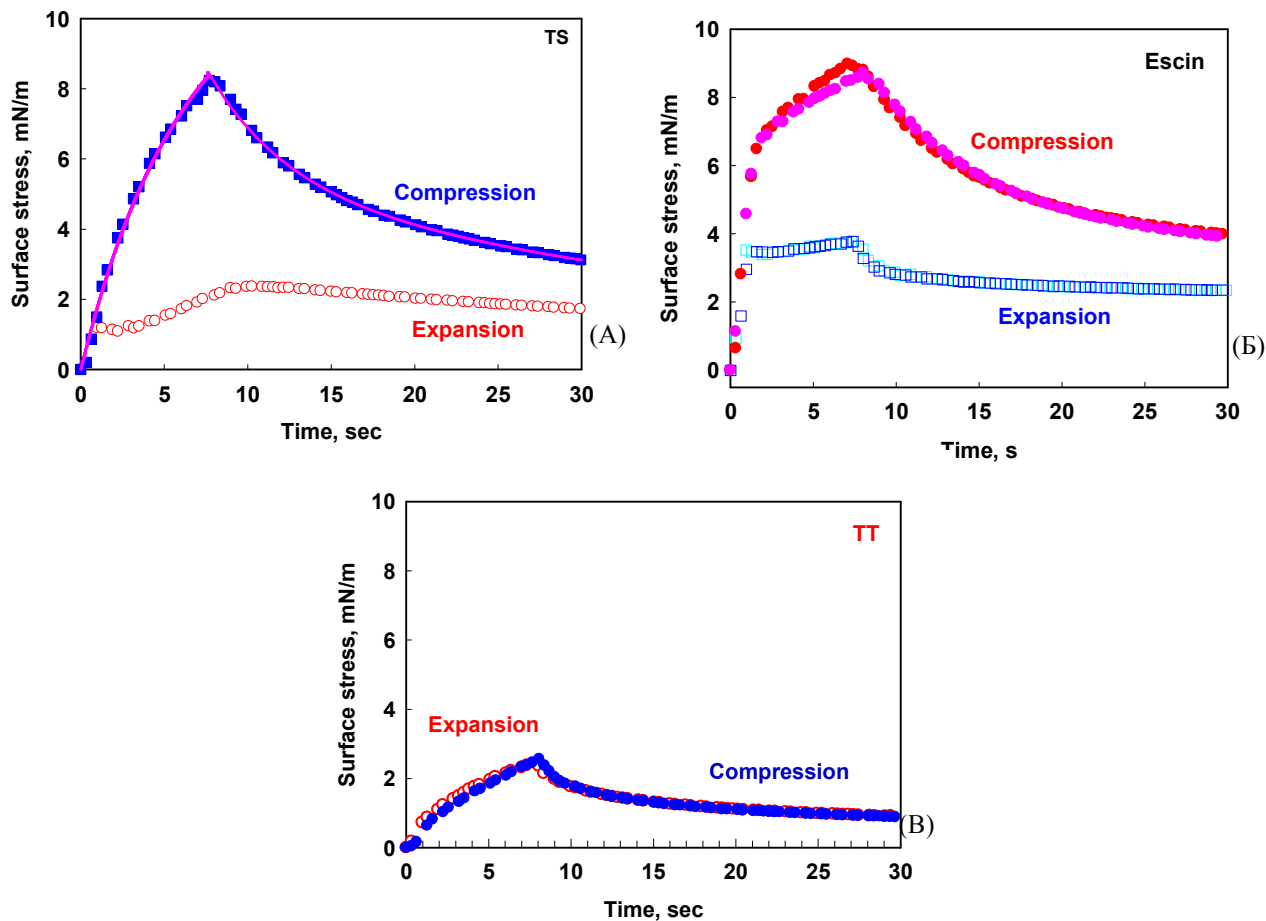 10
8
6
4
2
0
Surface stress, mN/m
TS
Compression
Expansion
(А)
0 5 10 15 20 25 30
Time, sec
10
8
6
4
2
0
Surface stress, mN/m
Escin
Compression
Expansion
(Б)
0 5 10 15 20 25 30
Time, s
10
8
6
4
2
0
Surface stress, mN/m
TT
Expansion
Compression
(В)
0 5 10 15 20 25 30
Time, sec